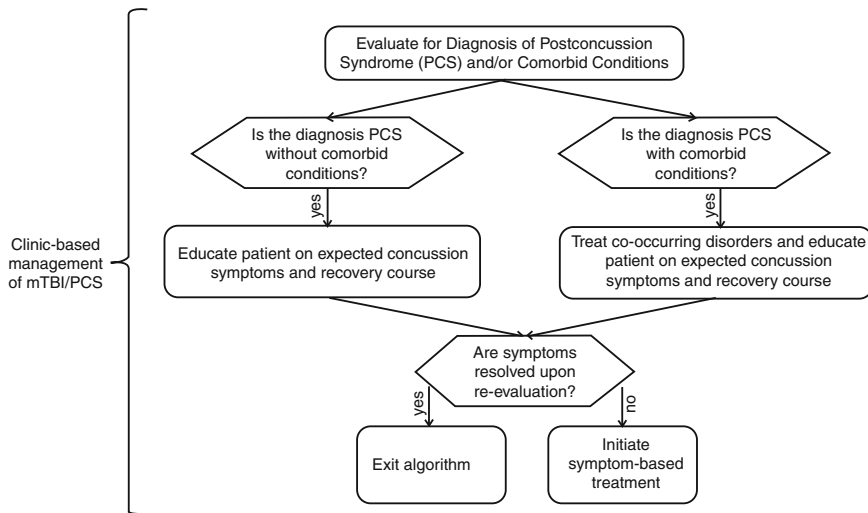 Evaluate for Diagnosis of Postconcussion
Syndrome (PCS) and/or Comorbid Conditions
Is the diagnosis PCS
without comorbid
conditions?
Is the diagnosis PCS
with comorbid
conditions?
yes
yes
Clinic-based
management
of mTBI/PCS
Educate patient on expected concussion
symptoms and recovery course
Treat co-occurring disorders and educate
patient on expected concussion
symptoms and recovery course
Are symptoms
resolved upon
re-evaluation?
yes
no
Exit algorithm
Initiate
symptom-based
treatment